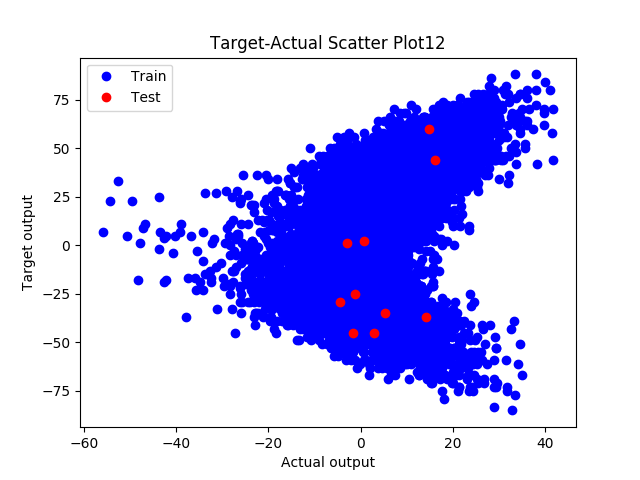 Target-Actual Scatter Plot12
Train
Test
75
50
25
0
−25
−50
−75
Target output
−60 −40 −20 0 20 40
Actual output